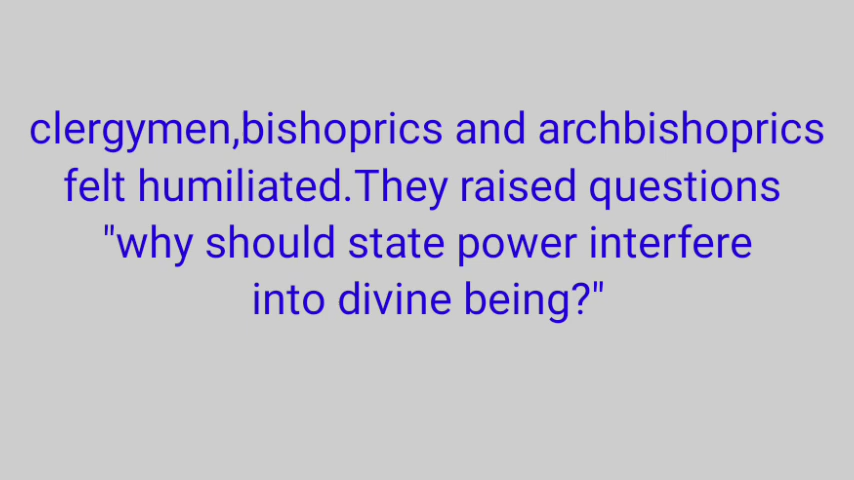 clergymen,bishoprics and archbishoprics
felt humiliated.They raised questions
"why should state power interfere
into divine being?"